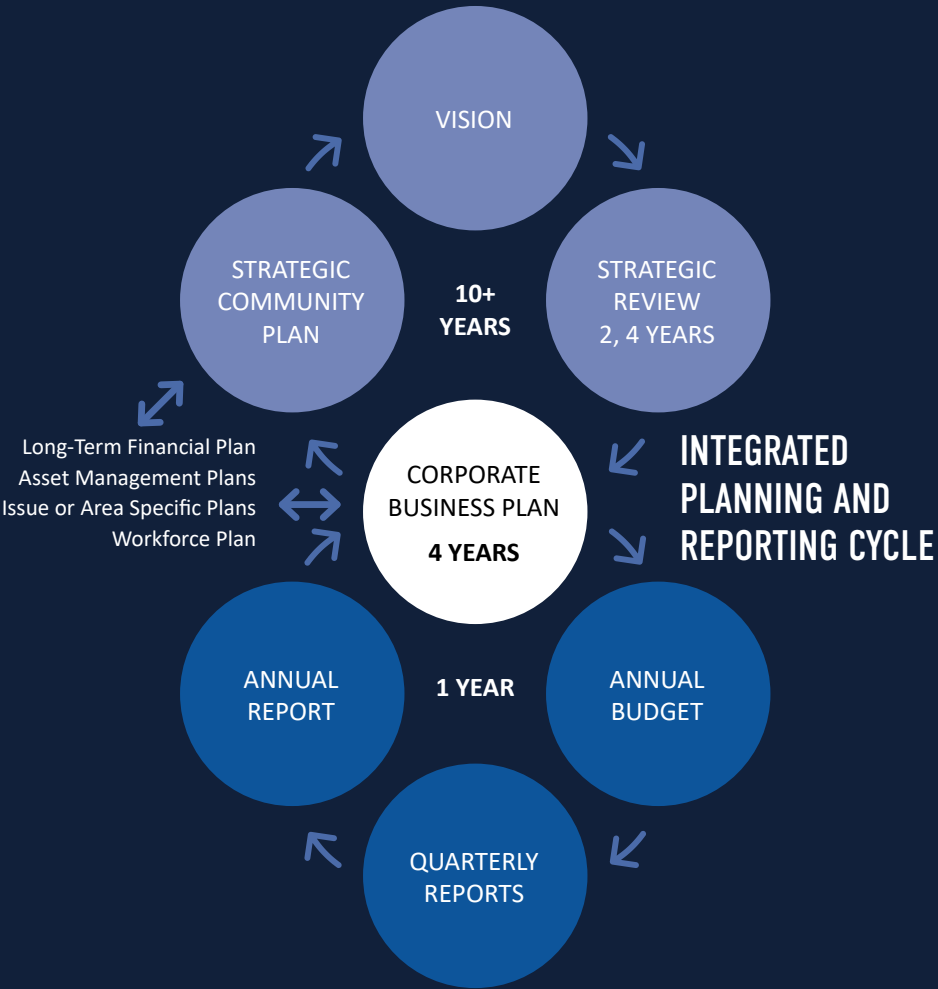 VISION
STRATEGIC
COMMUNITY
PLAN
10+
YEARS
STRATEGIC
REVIEW
2, 4 YEARS
Long-Term Financial Plan
Asset Management Plans
Issue or Area Specific Plans
Workforce Plan
CORPORATE
BUSINESS PLAN
4 YEARS
INTEGRATED
PLANNING AND
REPORTING CYCLE
ANNUAL
REPORT
1 YEAR
ANNUAL
BUDGET
QUARTERLY
REPORTS